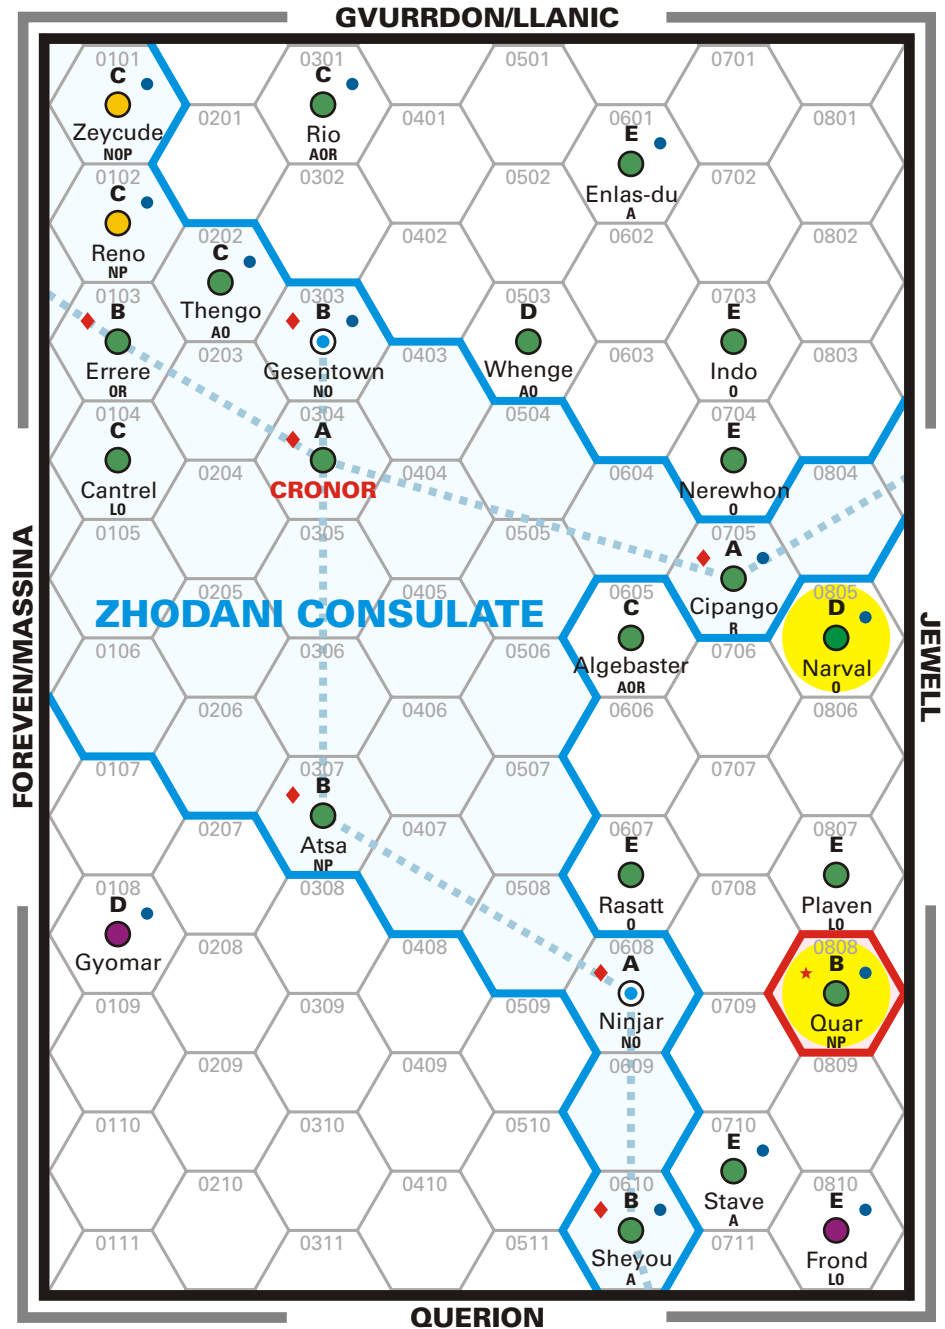 GVURRDON/LLANIC
0101 0301 0501 0701
C C
0201 0401 0601 0801
Zeycude Rio E
NOP AOR
0102 0302 0502 0702
C Enlas-du
A
0202 0402 0602 0802
Reno C
NP
0103 0303 0503 0703
B Thengo B D E
AO
0203 0403 0603 0803
Errere Gesentown Whenge Indo
OR NO AO O
0104 0304 0504 0704
C A E
0204 0404 0604 0804
Cantrel CRONOR Nerewhon
LO O
0105 0305 0505 0705
A
0205 0405 0605 0805
ZHODANI CONSULATE C Cipango D
R
0106 0306 0506 0706
Algebaster Narval
AOR O
0206 0406 0606 0806
0107 0307 0507 0707
B
0207 0407 0607 0807
Atsa E E
NP
0108 0308 0508 0708
D Rasatt Plaven
O LO
0208 0408 0608 0808
Gyomar A B
0109 0309 0509 0709
Ninjar Quar
NO NP
0209 0409 0609 0809
0110 0310 0510 0710
E
0210 0410 0610 0810
B Stave E
A
0111 0311 0511 0711
Sheyou Frond
A LO
FOREVEN/MASSINA
JEWELL
QUERION